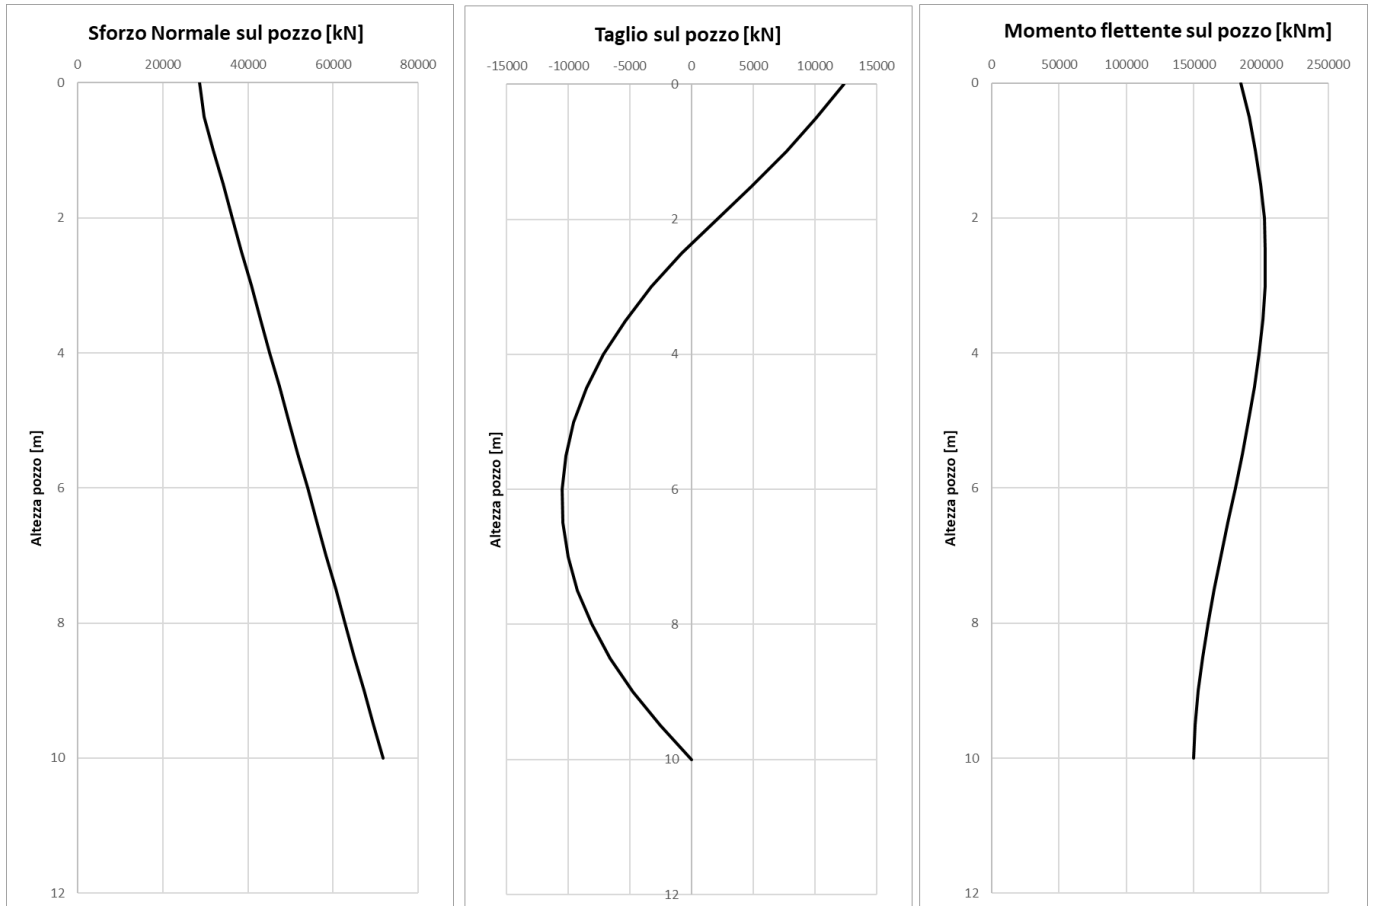 Sforzo Normale sul pozzo [kN]
0 20000 40000 60000 80000
0
2
4
6
8
10
12
Altezza pozzo [m]
Taglio sul pozzo [kN]
-15000 -10000 -5000 0 5000 10000 15000
0
2
4
6
8
10
12
Altezza pozzo [m]
Momento flettente sul pozzo [kNm]
0 50000 100000 150000 200000 250000
0
2
4
6
8
10
12
Altezza pozzo [m]